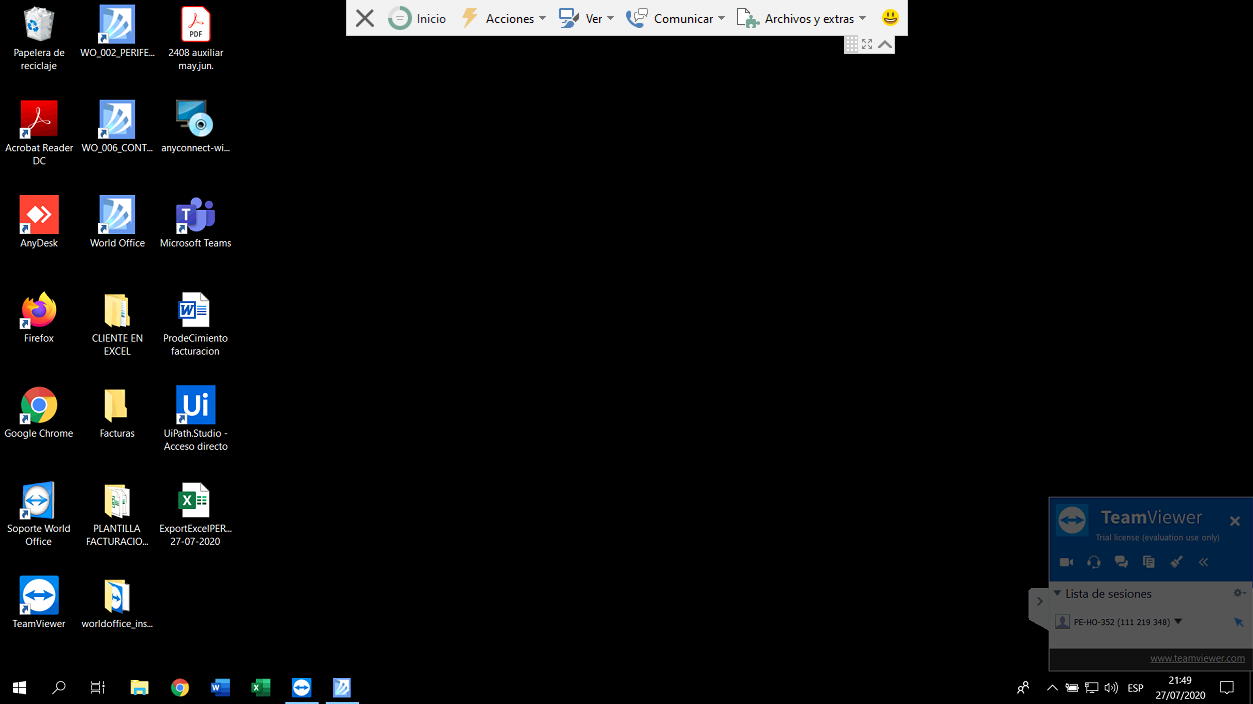 Inicio
Acciones
Ver
Comunicar
Archivos y extras
Papelera de
reciclaje
WO_002_PERIFE...
PDF
2408 auxiliar
may.jun.
Acrobat Reader
DC
WO_006_CONT...
anyconnect-wi...
AnyDesk
World Office
Microsoft Teams
Firefox
CLIENTE EN
EXCEL
ProdeCimiento
facturacion
Google Chrome
Facturas
Ui
UiPath.Studio -
Acceso directo
Soporte World
Office
PLANTILLA
FACTURACIO...
ExportExcelPER...
27-07-2020
TeamViewer
worldoffice_ins...
TeamViewer
Trial license (evaluation use only)
Lista de sesiones
PE-HO-352 (111 219 348)
www.teamviewer.com
ESP
21:49
27/07/2020